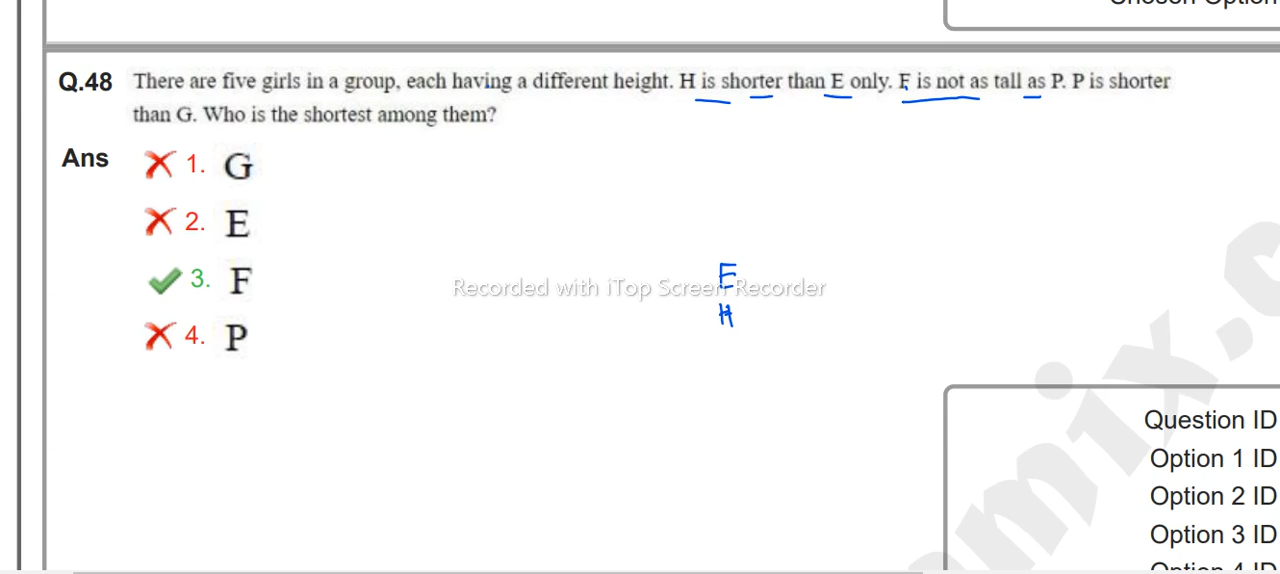 Q.48 There are five girls in a group, each having a different height. H is shorter than E only. F is not as tall as P. P is shorter
than G. Who is the shortest among them?
Ans
1. G
2. E
3. F
4. P
E
Recorded with iTop Screen Recorder
H
Question ID
Option 1 ID
Option 2 ID
Option 3 ID